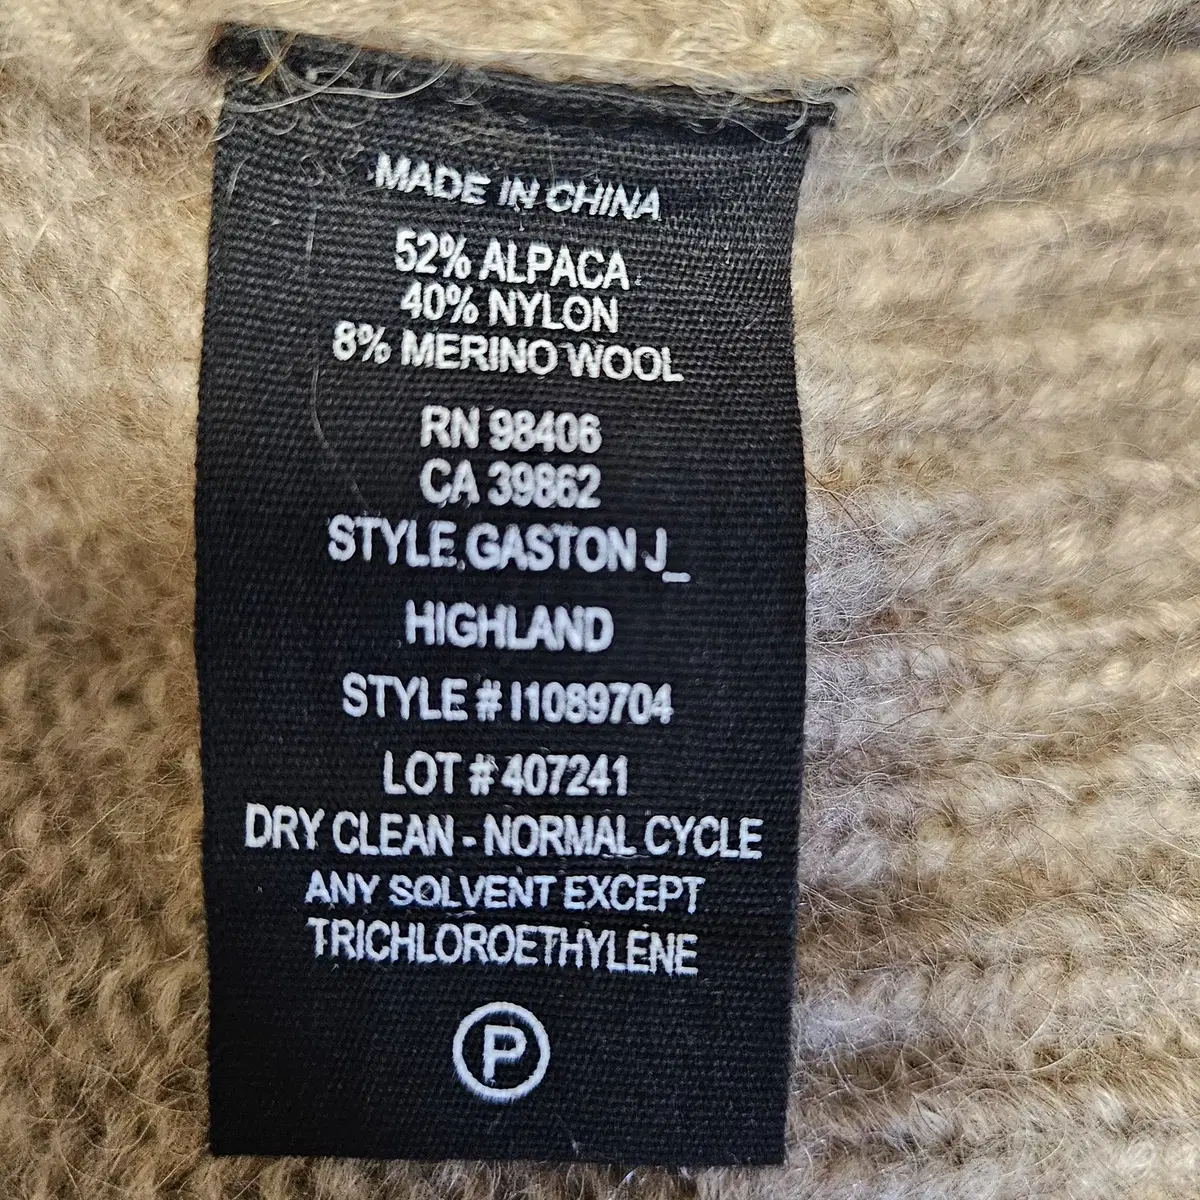 MADE IN CHINA
52% ALPACA
40% NYLON
8% MERINO WOOL
RN 98406
CA 39862
STYLE GASTON J_
HIGHLAND
STYLE # I1089704
LOT # 407241
DRY CLEAN - NORMAL CYCLE
ANY SOLVENT EXCEPT
TRICHLOROETHYLENE
P